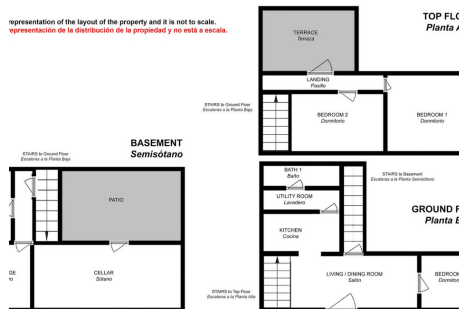 representation of the layout of the property and it is not to scale.
representación de la distribución de la propiedad y no está a escala.
TOP FLO
Planta A
TERRACE
Terraza
LANDING
Pasillo
STAIRS to Ground Floor
Escaleras a la Planta Baja
BEDROOM 2
Dormitorio
BEDROOM 1
Dormitorio
BASEMENT
Semisótano
STAIRS to Ground Floor
Escaleras a la Planta Baja
PATIO
GE
CELLAR
Sótano
BATH 1
Baño
STAIRS to Basement
Escaleras a la Planta Semisótano
UTILITY ROOM
Lavadero
KITCHEN
Cocina
GROUND F
Planta B
LIVING / DINING ROOM
Salón
BEDROOM
Dormitorio
STAIRS to Top Floor
Escaleras a la Planta Alta